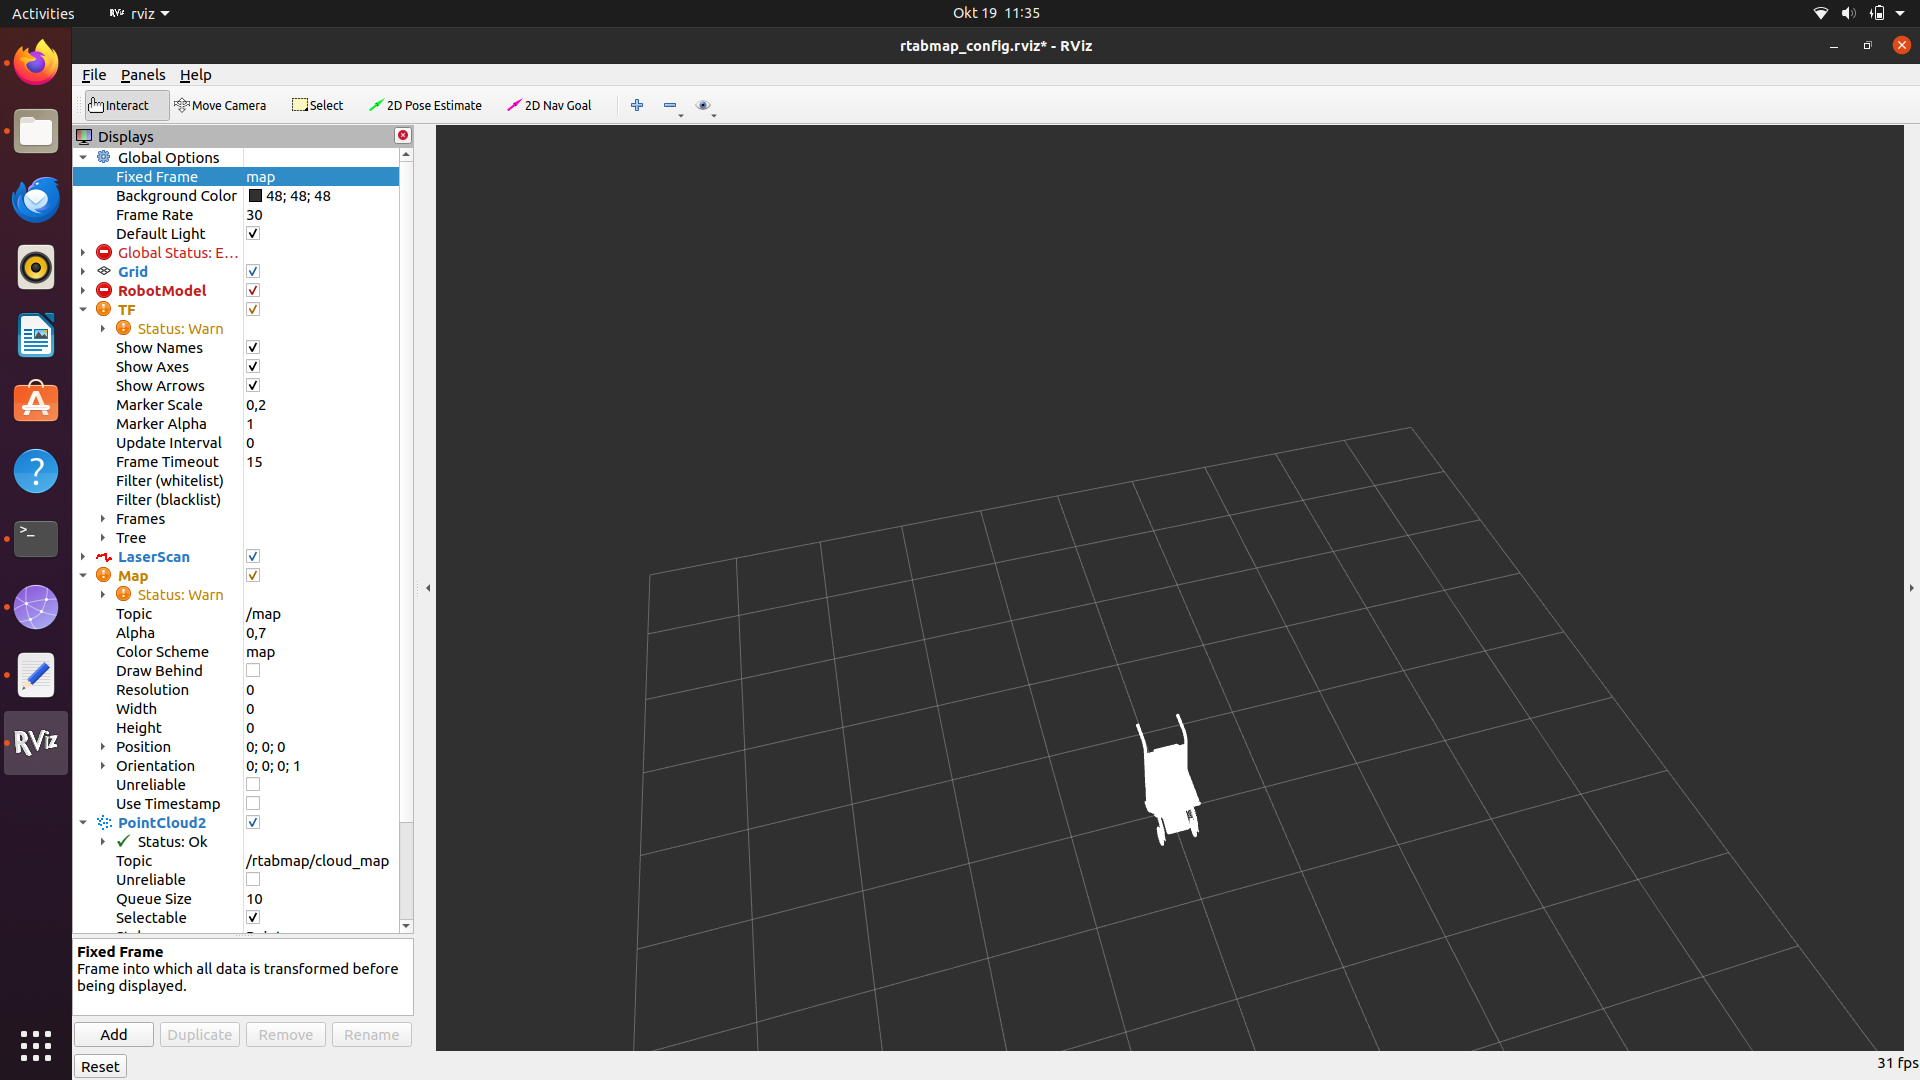 Activities
RViz rviz
Okt 19 11:35
rtabmap_config.rviz* - RViz
File Panels Help
Interact Move Camera Select 2D Pose Estimate 2D Nav Goal
Displays
Global Options
Fixed Frame map
Background Color 48; 48; 48
Frame Rate 30
Default Light
Global Status: E…
Grid
RobotModel
TF
Status: Warn
Show Names
Show Axes
Show Arrows
Marker Scale 0,2
Marker Alpha 1
Update Interval 0
Frame Timeout 15
Filter (whitelist)
Filter (blacklist)
Frames
Tree
LaserScan
Map
Status: Warn
Topic /map
Alpha 0,7
Color Scheme map
Draw Behind
Resolution 0
Width 0
Height 0
Position 0; 0; 0
Orientation 0; 0; 0; 1
Unreliable
Use Timestamp
PointCloud2
Status: Ok
Topic /rtabmap/cloud_map
Unreliable
Queue Size 10
Selectable
Fixed Frame
Frame into which all data is transformed before
being displayed.
Add Duplicate Remove Rename
Reset
31 fps
RViz